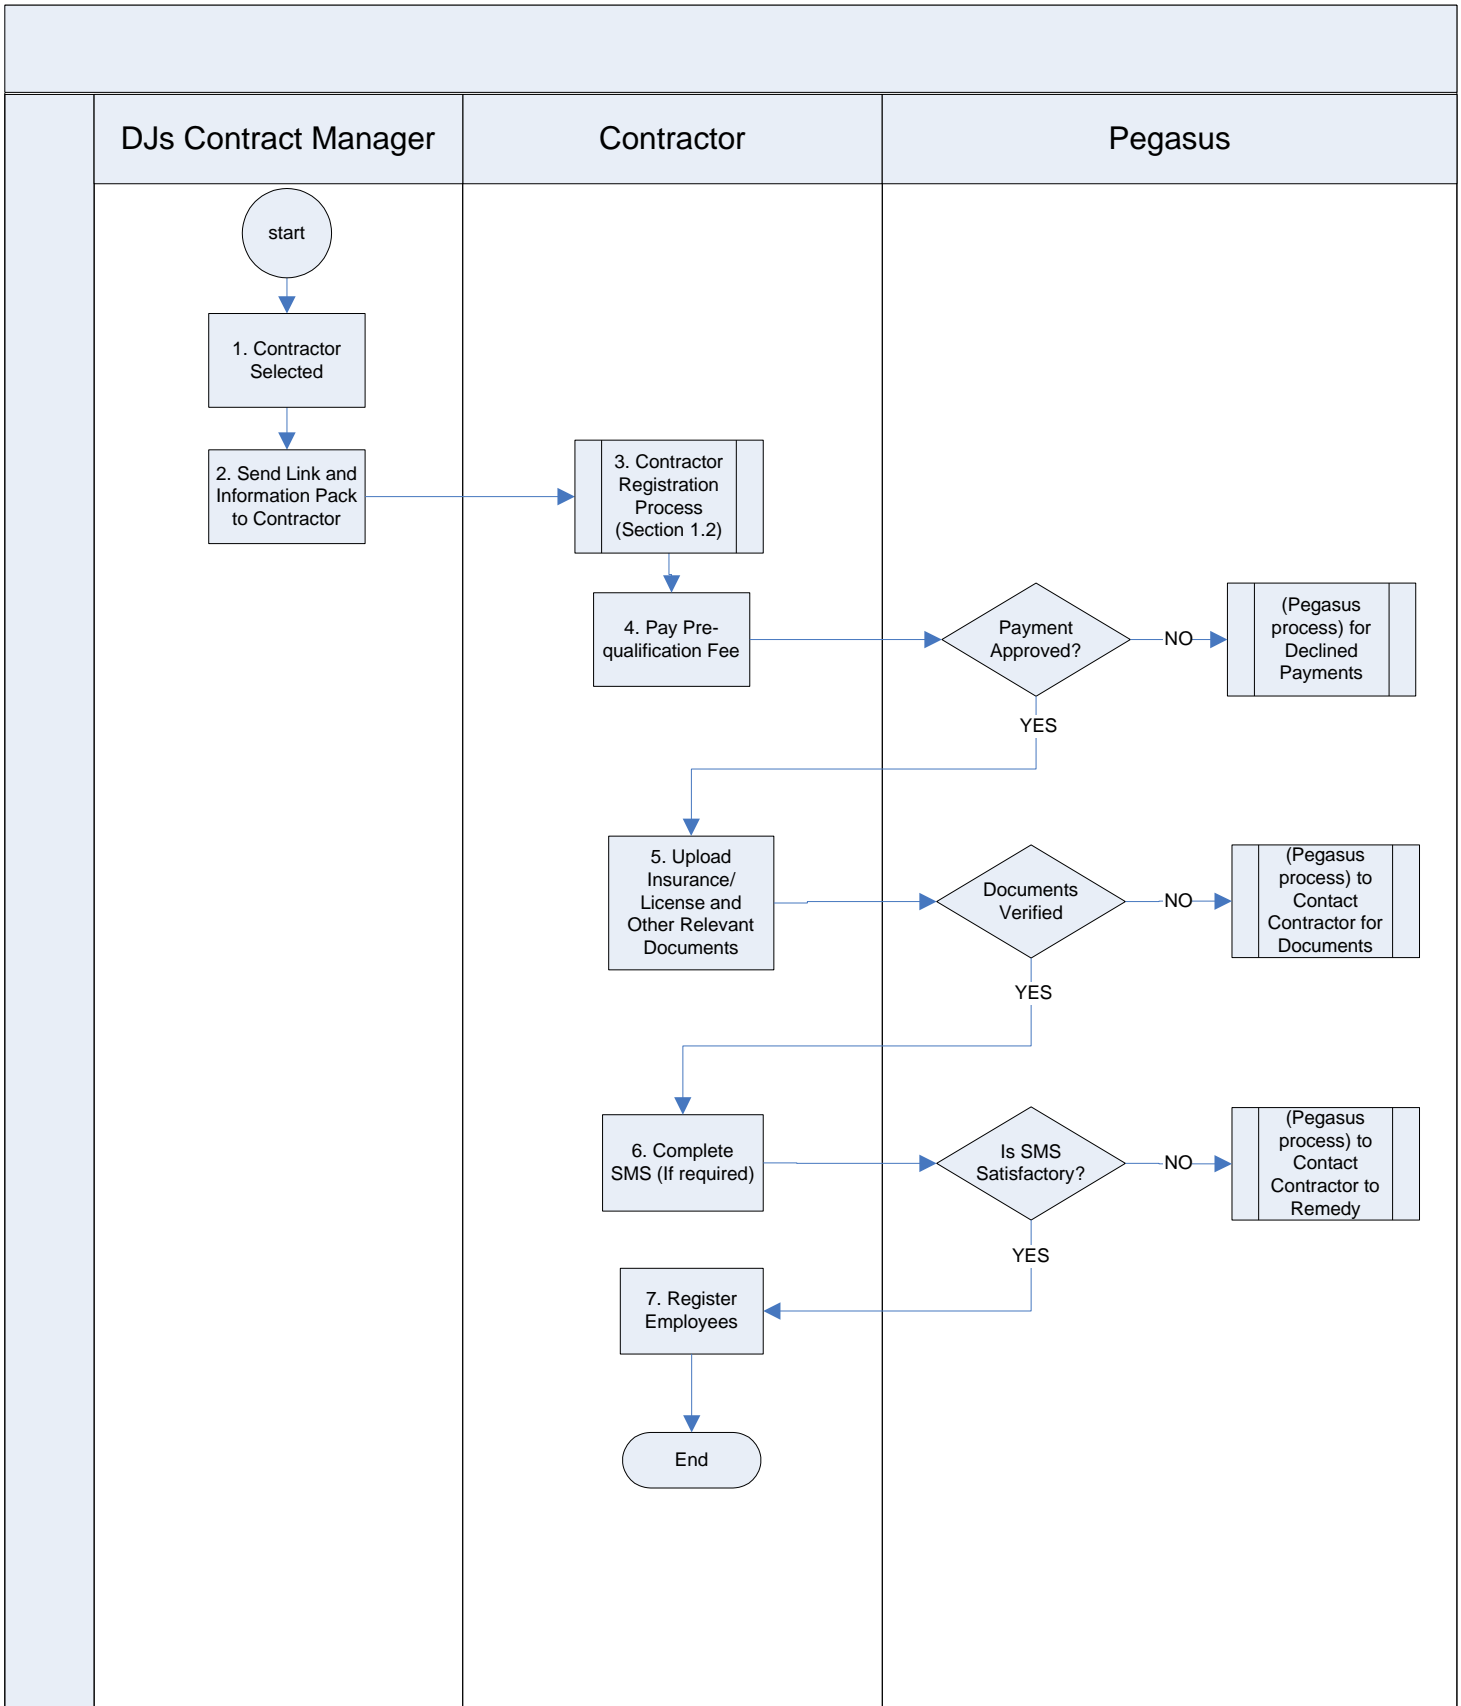 DJs Contract Manager
Contractor
Pegasus
start
1. Contractor
Selected
2. Send Link and
Information Pack
to Contractor
3. Contractor
Registration
Process
(Section 1.2)
4. Pay Pre-
qualification Fee
Payment
Approved?
NO
(Pegasus
process) for
Declined
Payments
YES
5. Upload
Insurance/
License and
Other Relevant
Documents
Documents
Verified
NO
(Pegasus
process) to
Contact
Contractor for
Documents
YES
6. Complete
SMS (If required)
Is SMS
Satisfactory?
NO
(Pegasus
process) to
Contact
Contractor to
Remedy
YES
7. Register
Employees
End